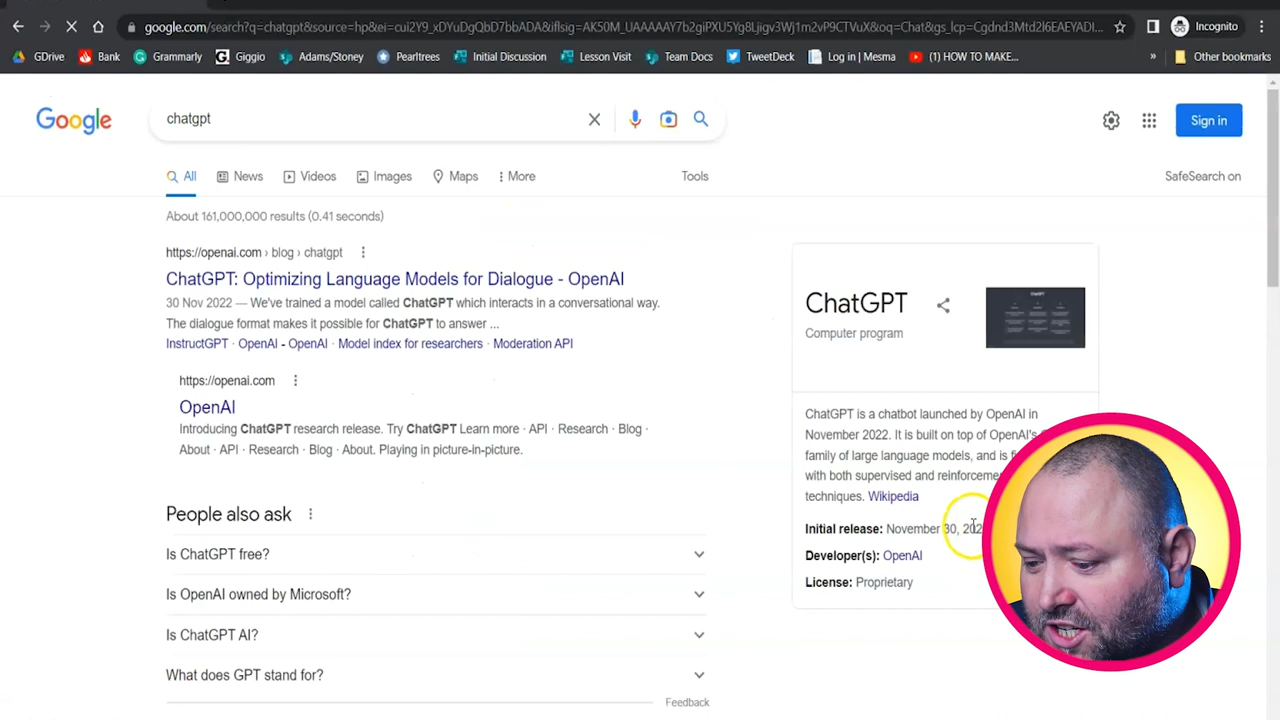 google.com/search?q=chatgpt&source=hp&ei=cui2Y9_xDYuDgQbD7bbADA&iflsig=AK50M_UAAAAAY7b2giPXU5Yg8Ljigv3Wj1m2vP9CTVuX&oq=Chat&gs_lcp=Cgdnd3Mtd2l6EAEYADI... Incognito
GDrive Bank Grammarly Giggio Adams/Stoney Pearltrees Trial Discussion Lesson Visit Team Docs TweetDeck Log in | Mesma (1) HOW TO MAKE... » Other bookmarks
Google chatgpt Sign in
All News Videos Images Maps More Tools SafeSearch on
About 161,000,000 results (0.41 seconds)
https://openai.com › blog › chatgpt
ChatGPT: Optimizing Language Models for Dialogue - OpenAI
30 Nov 2022 — We've trained a model called ChatGPT which interacts in a conversational way.
The dialogue format makes it possible for ChatGPT to answer ...
InstructGPT · OpenAI - OpenAI · Model index for researchers · Moderation API
https://openai.com
OpenAI
Introducing ChatGPT research release. Try ChatGPT Learn more · API · Research · Blog ·
About · API · Research · Blog · About. Playing in picture-in-picture.
People also ask
Is ChatGPT free?
Is OpenAI owned by Microsoft?
Is ChatGPT AI?
What does GPT stand for?
Feedback
ChatGPT
Computer program
ChatGPT is a chatbot launched by OpenAI in
November 2022. It is built on top of OpenAI's
family of large language models, and is
with both supervised and
techniques. Wikipedia
Initial release: November 30,
Developer(s): OpenAI
License: Proprietary